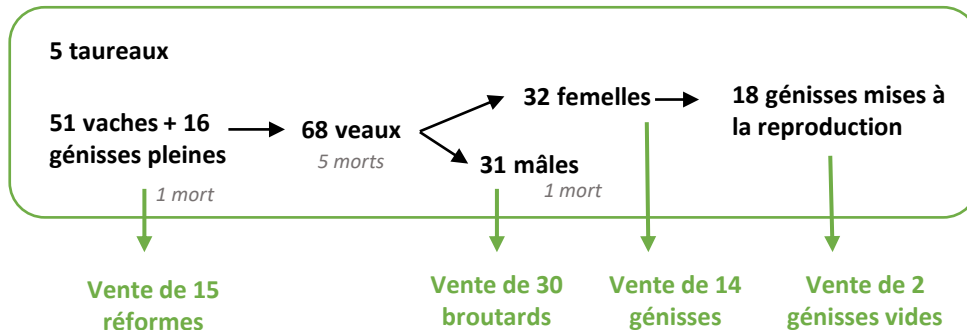 5 taureaux
51 vaches + 16
génisses pleines
1 mort
68 veaux
5 morts
32 femelles
31 mâles
1 mort
18 génisses mises à
la reproduction
Vente de 15
réformes
Vente de 30
broutards
Vente de 14
génisses
Vente de 2
génisses vides